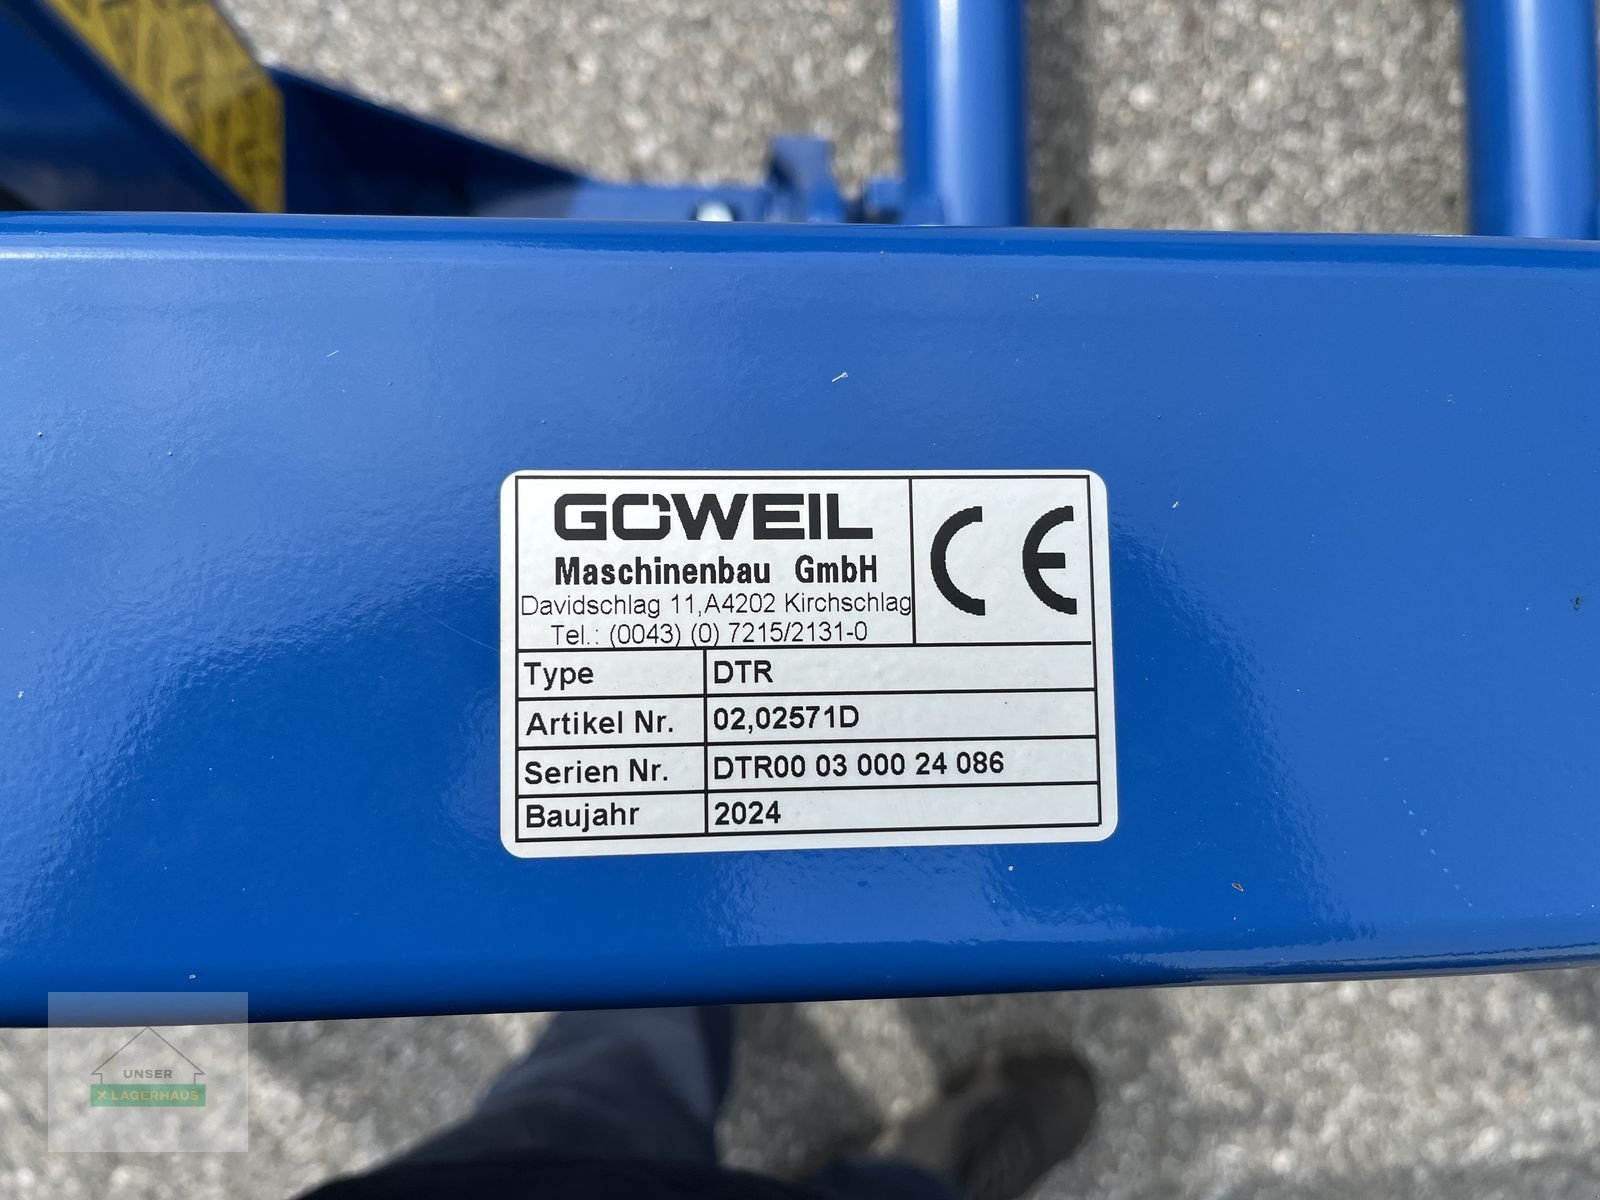 GÖWEIL
Maschinenbau GmbH
Davidschlag 11,A4202 Kirchschlag
Tel.: (0043) (0) 7215/2131-0
CE
Type DTR
Artikel Nr. 02,02571D
Serien Nr. DTR00 03 000 24 086
Baujahr 2024
UNSER
X LAGERHAUS